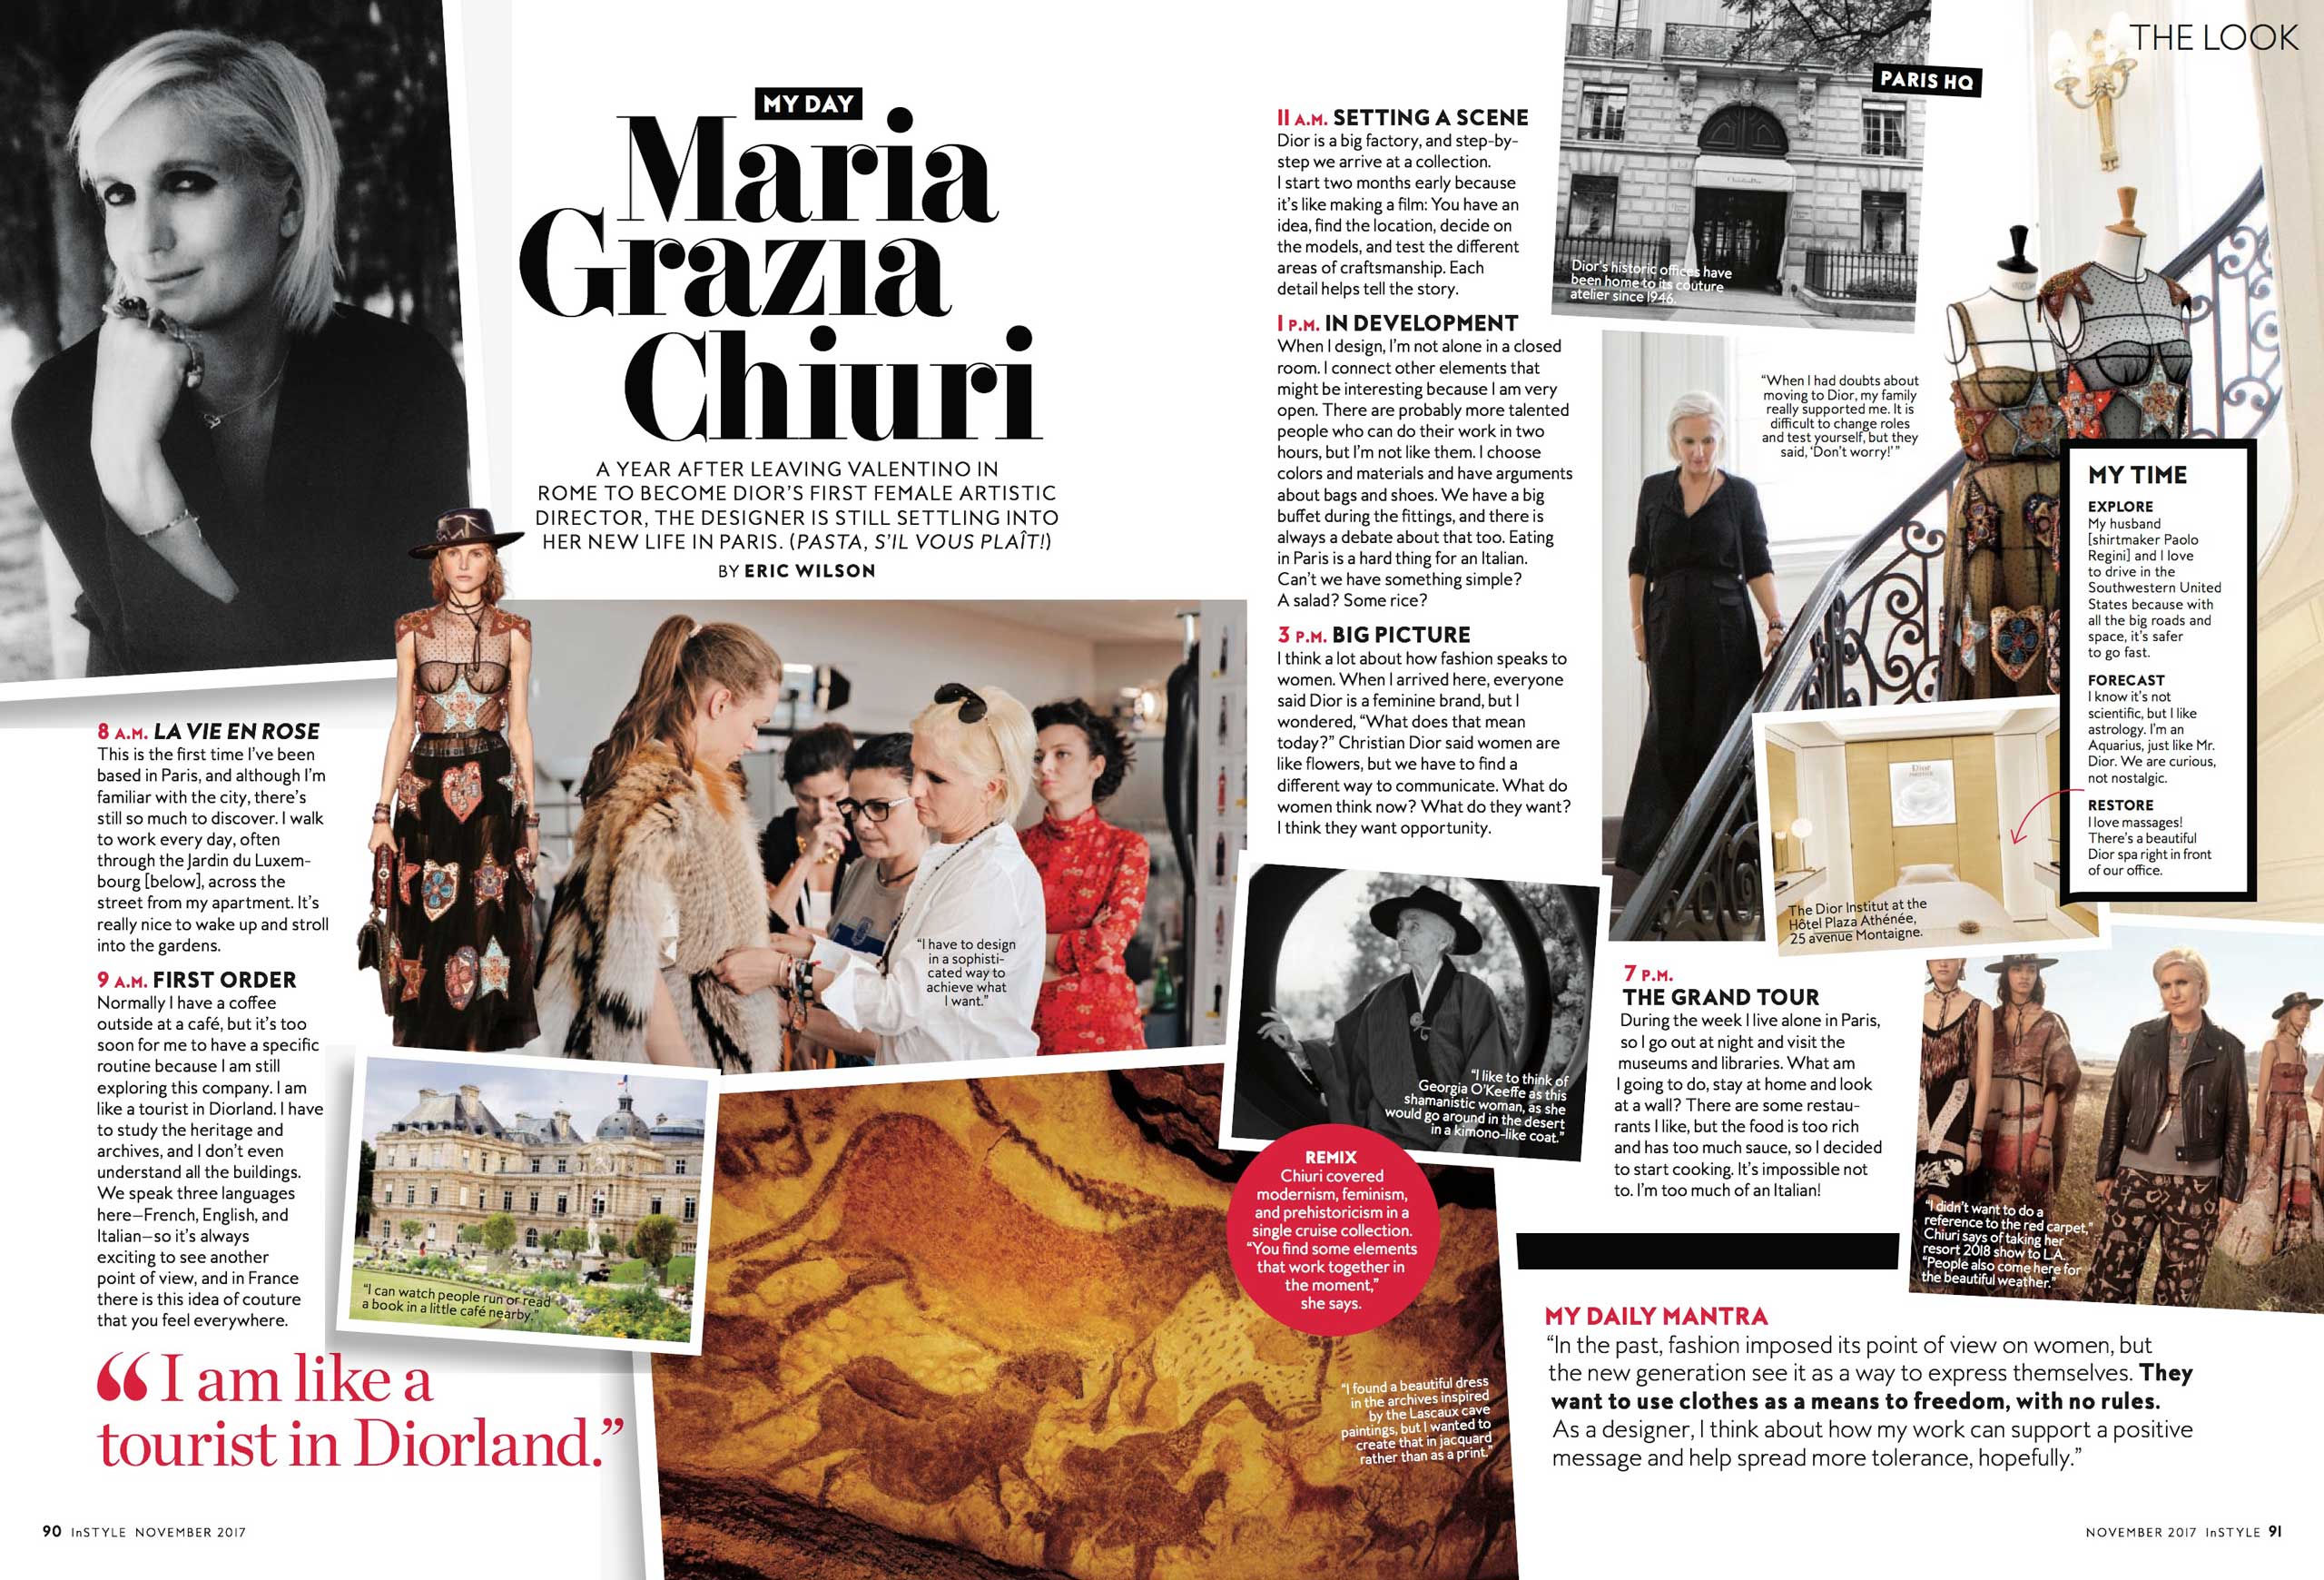 THE LOOK
MY DAY
Maria
Grazia
Chiuri
A YEAR AFTER LEAVING VALENTINO IN
ROME TO BECOME DIOR'S FIRST FEMALE ARTISTIC
DIRECTOR, THE DESIGNER IS STILL SETTLING INTO
HER NEW LIFE IN PARIS. (PASTA, S'IL VOUS PLAÎT!)
BY ERIC WILSON
8 A.M. LA VIE EN ROSE
This is the first time I've been
based in Paris, and although I'm
familiar with the city, there's
still so much to discover. I walk
to work every day, often
through the Jardin du Luxem-
bourg [below], across the
street from my apartment. It's
really nice to wake up and stroll
into the gardens.
9 A.M. FIRST ORDER
Normally I have a coffee
outside at a café, but it's too
soon for me to have a specific
routine because I am still
exploring this company. I am
like a tourist in Diorland. I have
to study the heritage and
archives, and I don't even
understand all the buildings.
We speak three languages
here—French, English, and
Italian—so it's always
exciting to see another
point of view, and in France
there is this idea of couture
that you feel everywhere.
"I have to design
in a sophisti-
cated way to
achieve what
I want."
"I can watch people run or read
a book in a little café nearby."
"I am like a
tourist in Diorland."
11 A.M. SETTING A SCENE
Dior is a big factory, and step-by-
step we arrive at a collection.
I start two months early because
it's like making a film: You have an
idea, find the location, decide on
the models, and test the different
areas of craftsmanship. Each
detail helps tell the story.
1 P.M. IN DEVELOPMENT
When I design, I'm not alone in a closed
room. I connect other elements that
might be interesting because I am very
open. There are probably more talented
people who can do their work in two
hours, but I'm not like them. I choose
colors and materials and have arguments
about bags and shoes. We have a big
buffet during the fittings, and there is
always a debate about that too. Eating
in Paris is a hard thing for an Italian.
Can't we have something simple?
A salad? Some rice?
3 P.M. BIG PICTURE
I think a lot about how fashion speaks to
women. When I arrived here, everyone
said Dior is a feminine brand, but I
wondered, "What does that mean
today?" Christian Dior said women are
like flowers, but we have to find a
different way to communicate. What do
women think now? What do they want?
I think they want opportunity.
"I like to think of
Georgia O'Keeffe as this
shamanistic woman, as she
would go around in the desert
in a kimono-like coat."
REMIX
Chiuri covered
modernism, feminism,
and prehistoricism in a
single cruise collection.
"You find some elements
that work together in
the moment,"
she says.
"I found a beautiful dress
in the archives inspired
by the Lascaux cave
paintings, but I wanted to
create that in jacquard
rather than as a print."
PARIS HQ
Dior's historic offices have
been home to its couture
atelier since 1946.
"When I had doubts about
moving to Dior, my family
really supported me. It is
difficult to change roles
and test yourself, but they
said, 'Don't worry!'"
MY TIME
EXPLORE
My husband
[shirtmaker Paolo
Regini] and I love
to drive in the
Southwestern United
States because with
all the big roads and
space, it's safer
to go fast.
FORECAST
I know it's not
scientific, but I like
astrology. I'm an
Aquarius, just like Mr.
Dior. We are curious,
not nostalgic.
RESTORE
I love massages!
There's a beautiful
Dior spa right in front
of our office.
Dior
The Dior Institut at the
Hôtel Plaza Athénée,
25 avenue Montaigne.
7 P.M.
THE GRAND TOUR
During the week I live alone in Paris,
so I go out at night and visit the
museums and libraries. What am
I going to do, stay at home and look
at a wall? There are some restau-
rants I like, but the food is too rich
and has too much sauce, so I decided
to start cooking. It's impossible not
to. I'm too much of an Italian!
"I didn't want to do a
reference to the red carpet,"
Chiuri says of taking her
resort 2018 show to L.A.
"People also come here for
the beautiful weather."
MY DAILY MANTRA
"In the past, fashion imposed its point of view on women, but
the new generation see it as a way to express themselves. They
want to use clothes as a means to freedom, with no rules.
As a designer, I think about how my work can support a positive
message and help spread more tolerance, hopefully."
90 InSTYLE NOVEMBER 2017
NOVEMBER 2017 InSTYLE 91